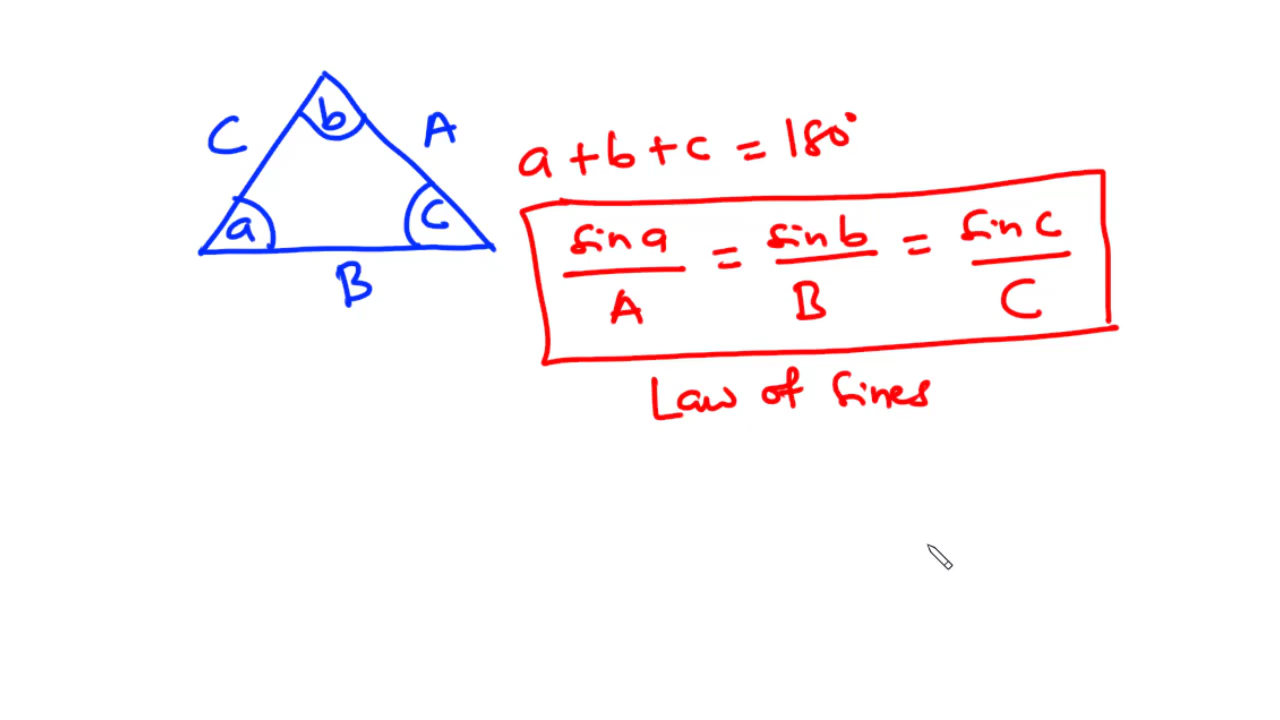 C b A
a c
B
a + b + c = 180°
sin a / A = sin b / B = sin c / C
Law of Sines